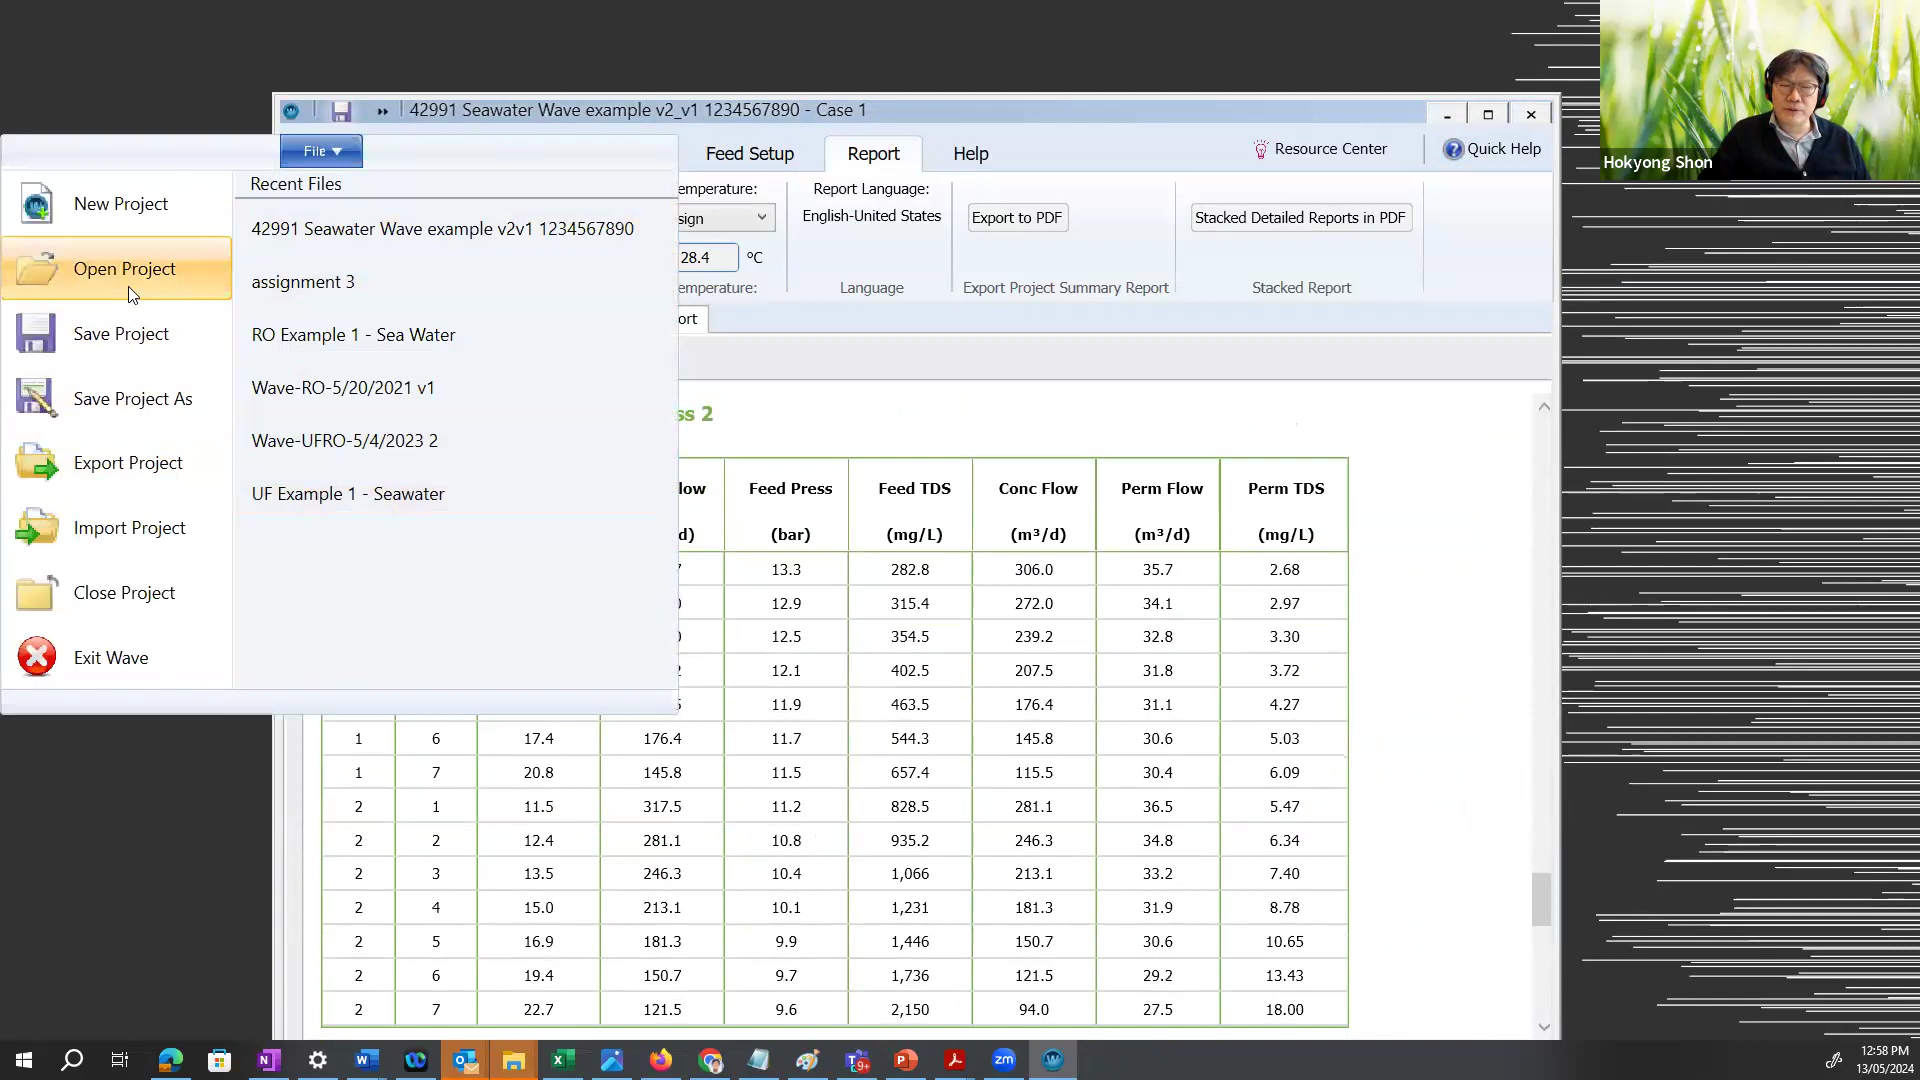 42991 Seawater Wave example v2_v1 1234567890 - Case 1
Hokyong Shon
File
Feed Setup
Report
Help
Resource Center
Quick Help
New Project
Open Project
Save Project
Save Project As
Export Project
Import Project
Close Project
Exit Wave
Recent Files
42991 Seawater Wave example v2v1 1234567890
assignment 3
RO Example 1 - Sea Water
Wave-RO-5/20/2021 v1
Wave-UFRO-5/4/2023 2
UF Example 1 - Seawater
emperature:
sign
28.4 ºC
emperature:
Report Language:
English-United States
Language
Export to PDF
Export Project Summary Report
Stacked Detailed Reports in PDF
Stacked Report
ort
ss 2
low Feed Press Feed TDS Conc Flow Perm Flow Perm TDS
d) (bar) (mg/L) (m³/d) (m³/d) (mg/L)
13.3 282.8 306.0 35.7 2.68
12.9 315.4 272.0 34.1 2.97
12.5 354.5 239.2 32.8 3.30
12.1 402.5 207.5 31.8 3.72
11.9 463.5 176.4 31.1 4.27
1 6 17.4 176.4 11.7 544.3 145.8 30.6 5.03
1 7 20.8 145.8 11.5 657.4 115.5 30.4 6.09
2 1 11.5 317.5 11.2 828.5 281.1 36.5 5.47
2 2 12.4 281.1 10.8 935.2 246.3 34.8 6.34
2 3 13.5 246.3 10.4 1,066 213.1 33.2 7.40
2 4 15.0 213.1 10.1 1,231 181.3 31.9 8.78
2 5 16.9 181.3 9.9 1,446 150.7 30.6 10.65
2 6 19.4 150.7 9.7 1,736 121.5 29.2 13.43
2 7 22.7 121.5 9.6 2,150 94.0 27.5 18.00
12:58 PM
13/05/2024